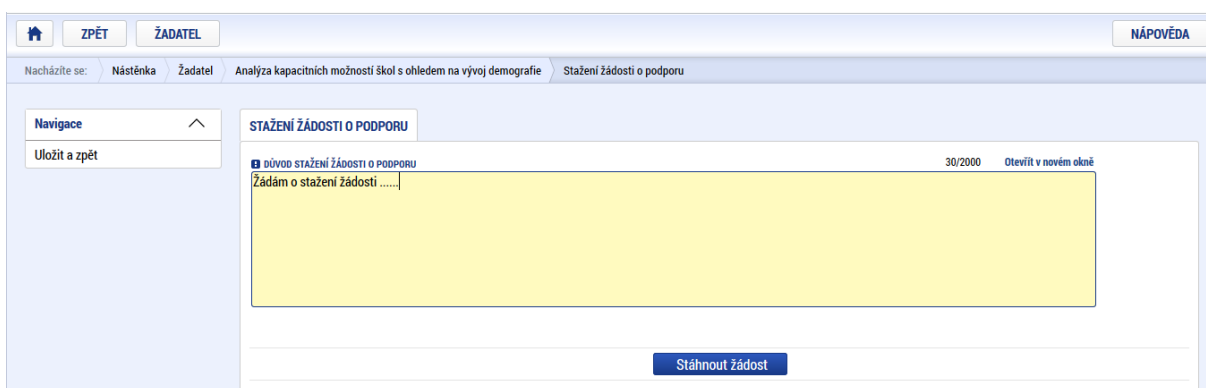 ZPĚT ŽADATEL NÁPOVĚDA
Nacházíte se: Nástěnka Žadatel Analýza kapacitních možností škol s ohledem na vývoj demografie Stažení žádosti o podporu
Navigace
Uložit a zpět
STAŽENÍ ŽÁDOSTI O PODPORU
DŮVOD STAŽENÍ ŽÁDOSTI O PODPORU 30/2000 Otevřít v novém okně
Žádám o stažení žádosti ......
Stáhnout žádost